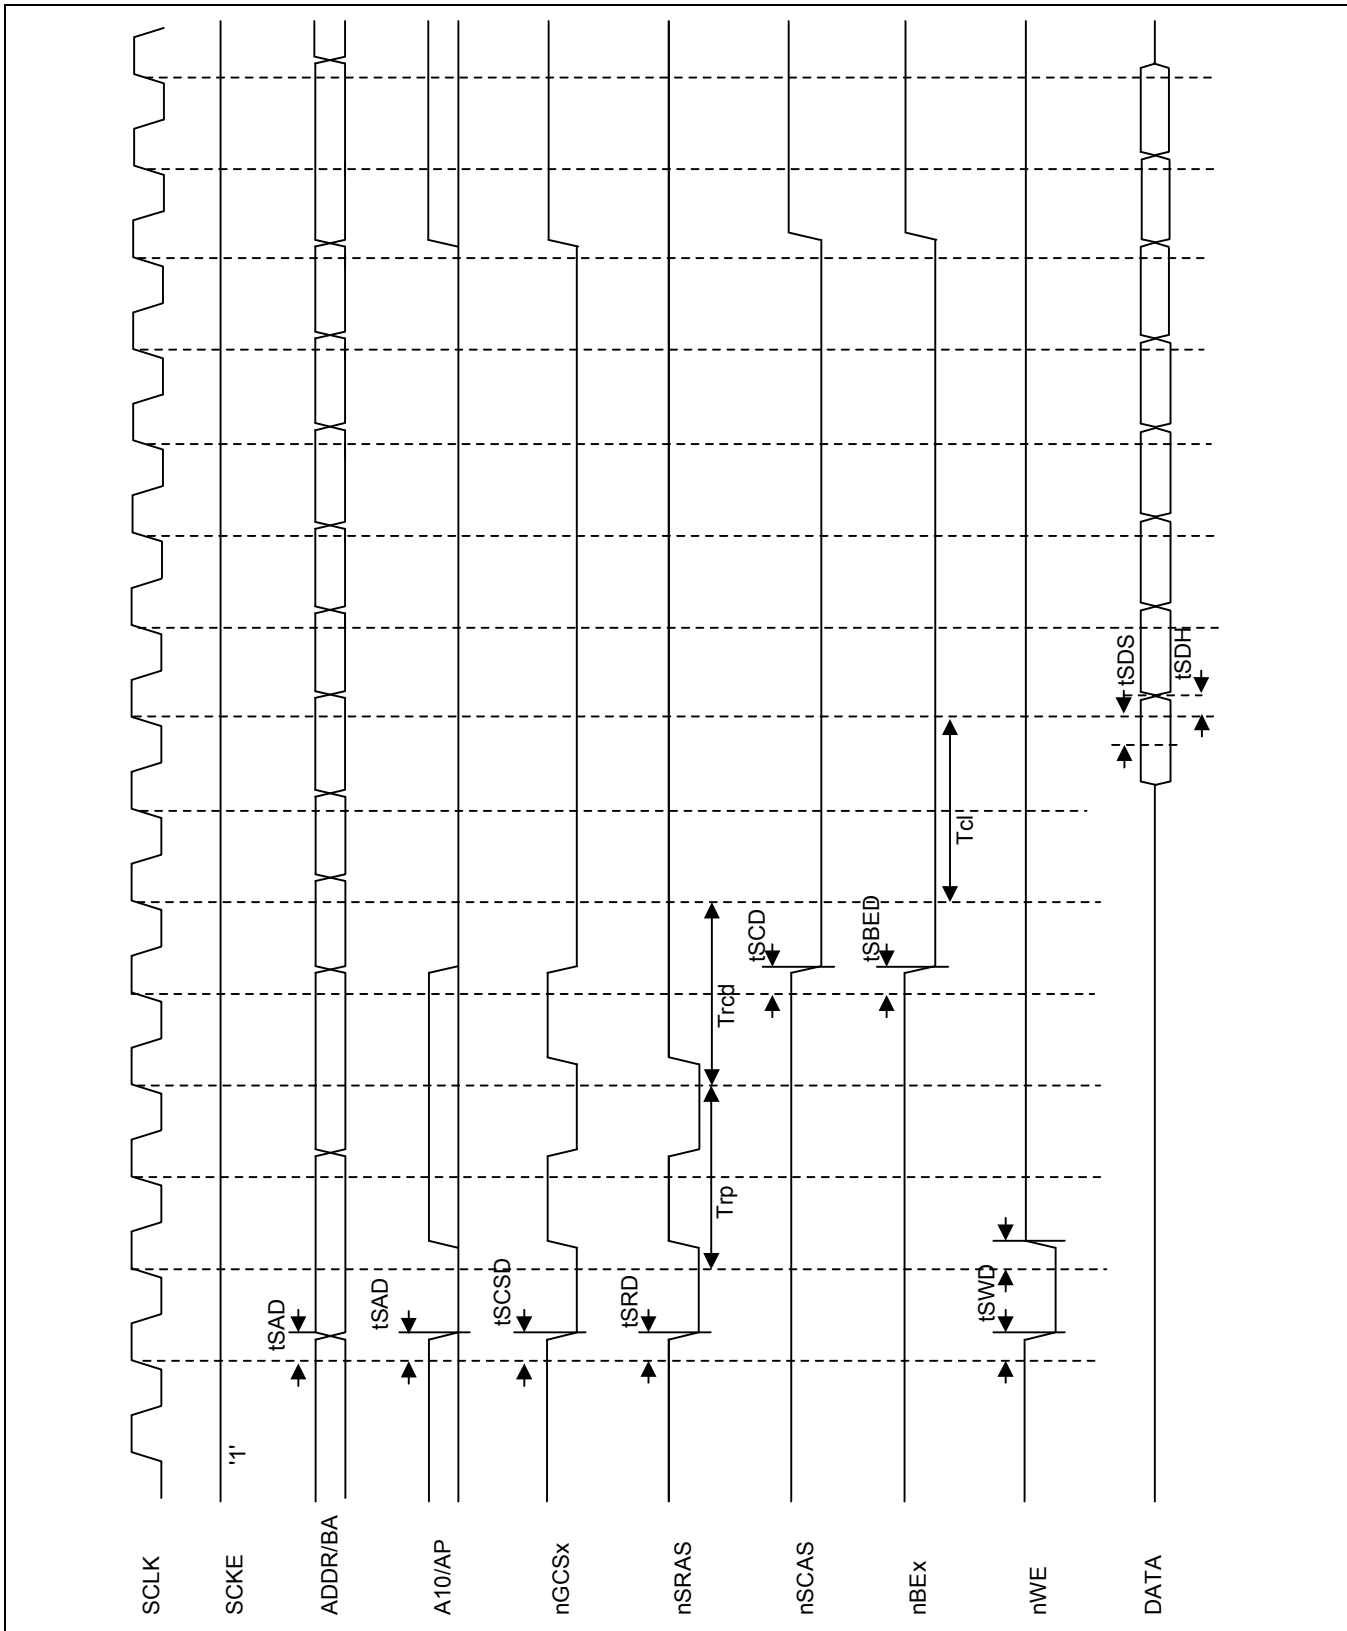 SCLK
SCKE
'1'
ADDR/BA
tSAD
A10/AP
tSAD
nGCSx
tSCSD
nSRAS
tSRD
Trp
Trcd
nSCAS
tSCD
nBEx
tSBED
Tcl
nWE
tSWD
DATA
tSDS
tSDH